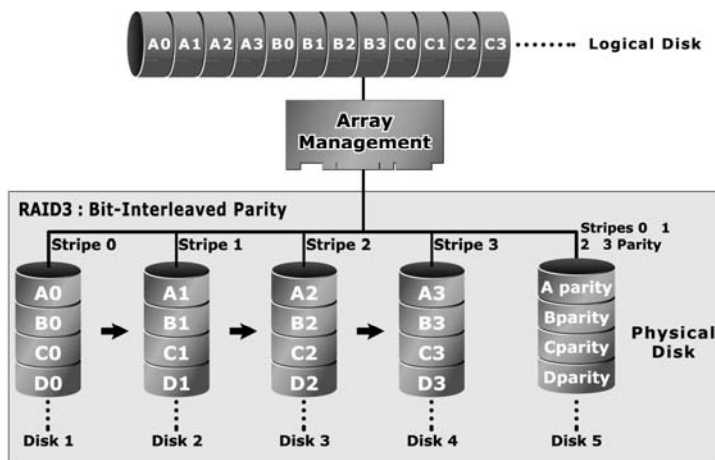 A0 A1 A2 A3 B0 B1 B2 B3 C0 C1 C2 C3 Logical Disk
Array
Management
RAID3 : Bit-Interleaved Parity
Stripe 0 Stripe 1 Stripe 2 Stripe 3 Stripes 0 1
2 3 Parity
A0 A1 A2 A3 A parity
B0 B1 B2 B3 Bparity
C0 C1 C2 C3 Cparity
D0 D1 D2 D3 Dparity
Physical
Disk
Disk 1 Disk 2 Disk 3 Disk 4 Disk 5